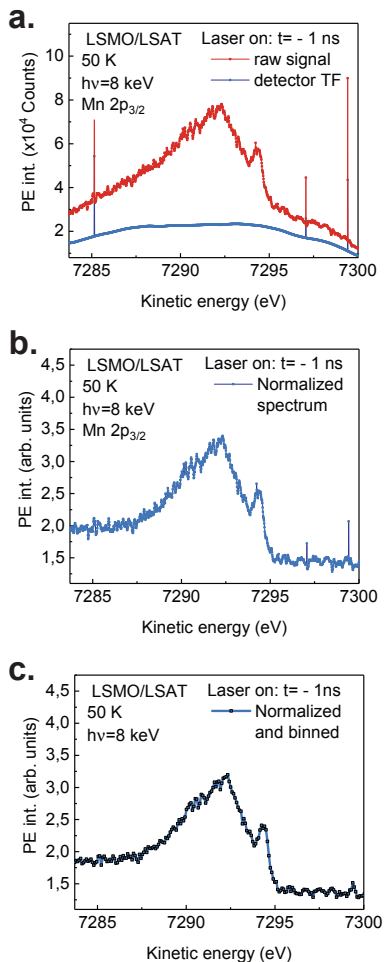 a.
LSMO/LSAT
50 K
hν=8 keV
Mn 2p3/2
Laser on: t= - 1 ns
raw signal
detector TF
PE int. (x10⁴ Counts)
10
8
6
4
2
7285 7290 7295 7300
Kinetic energy (eV)
b.
LSMO/LSAT
50 K
hν=8 keV
Mn 2p3/2
Laser on: t= - 1 ns
Normalized
spectrum
PE int. (arb. units)
4,5
4,0
3,5
3,0
2,5
2,0
1,5
7285 7290 7295 7300
Kinetic energy (eV)
c.
LSMO/LSAT
50 K
hν=8 keV
Laser on: t= - 1ns
Normalized
and binned
PE int. (arb. units)
4,5
4,0
3,5
3,0
2,5
2,0
1,5
7285 7290 7295 7300
Kinetic energy (eV)